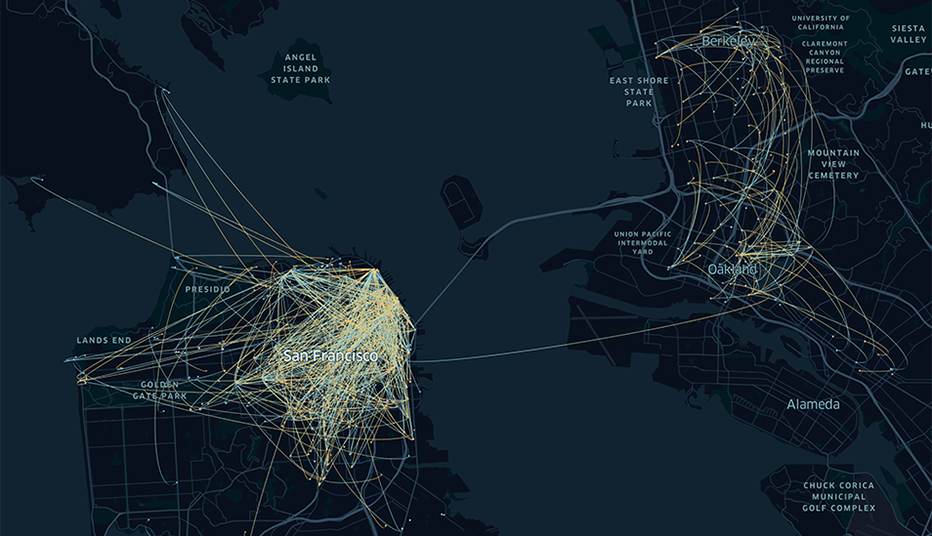 UNIVERSITY OF
CALIFORNIA
SIESTA
VALLEY
Berkeley
CLAREMONT
CANYON
REGIONAL
PRESERVE
ANGEL
ISLAND
STATE PARK
EAST SHORE
STATE
PARK
MOUNTAIN
VIEW
CEMETERY
UNION PACIFIC
INTERMODAL
YARD
Oakland
PRESIDIO
LANDS END
San Francisco
GOLDEN
GATE PARK
Alameda
CHUCK CORICA
MUNICIPAL
GOLF COMPLEX